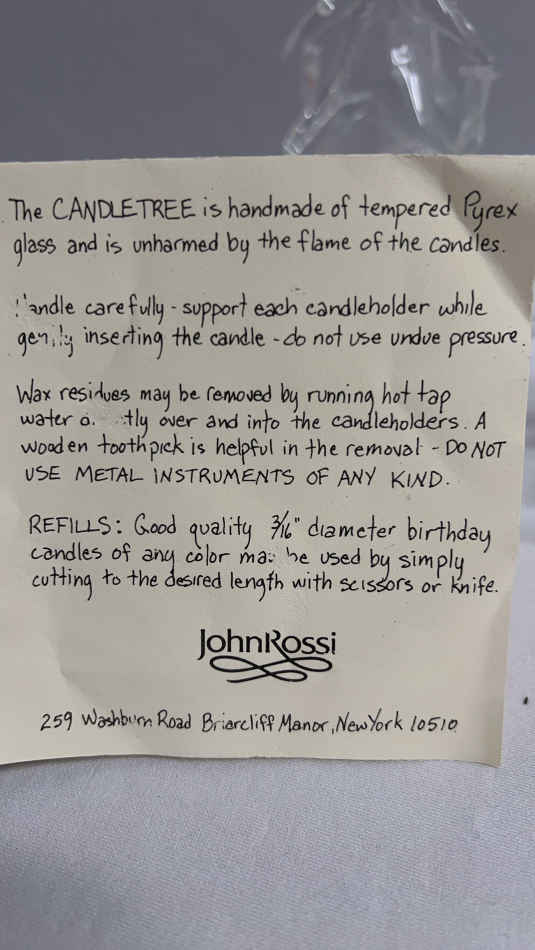 The CANDLETREE is handmade of tempered Pyrex
glass and is unharmed by the flame of the candles.
Handle carefully - support each candleholder while
gently inserting the candle - do not use undue pressure.
Wax residues may be removed by running hot tap
water over and into the candleholders. A
wooden toothpick is helpful in the removal - DO NOT
USE METAL INSTRUMENTS OF ANY KIND.
REFILLS: Good quality 3/16" diameter birthday
candles of any color may be used by simply
cutting to the desired length with scissors or knife.
JohnRossi
259 Washburn Road Briarcliff Manor, New York 10510